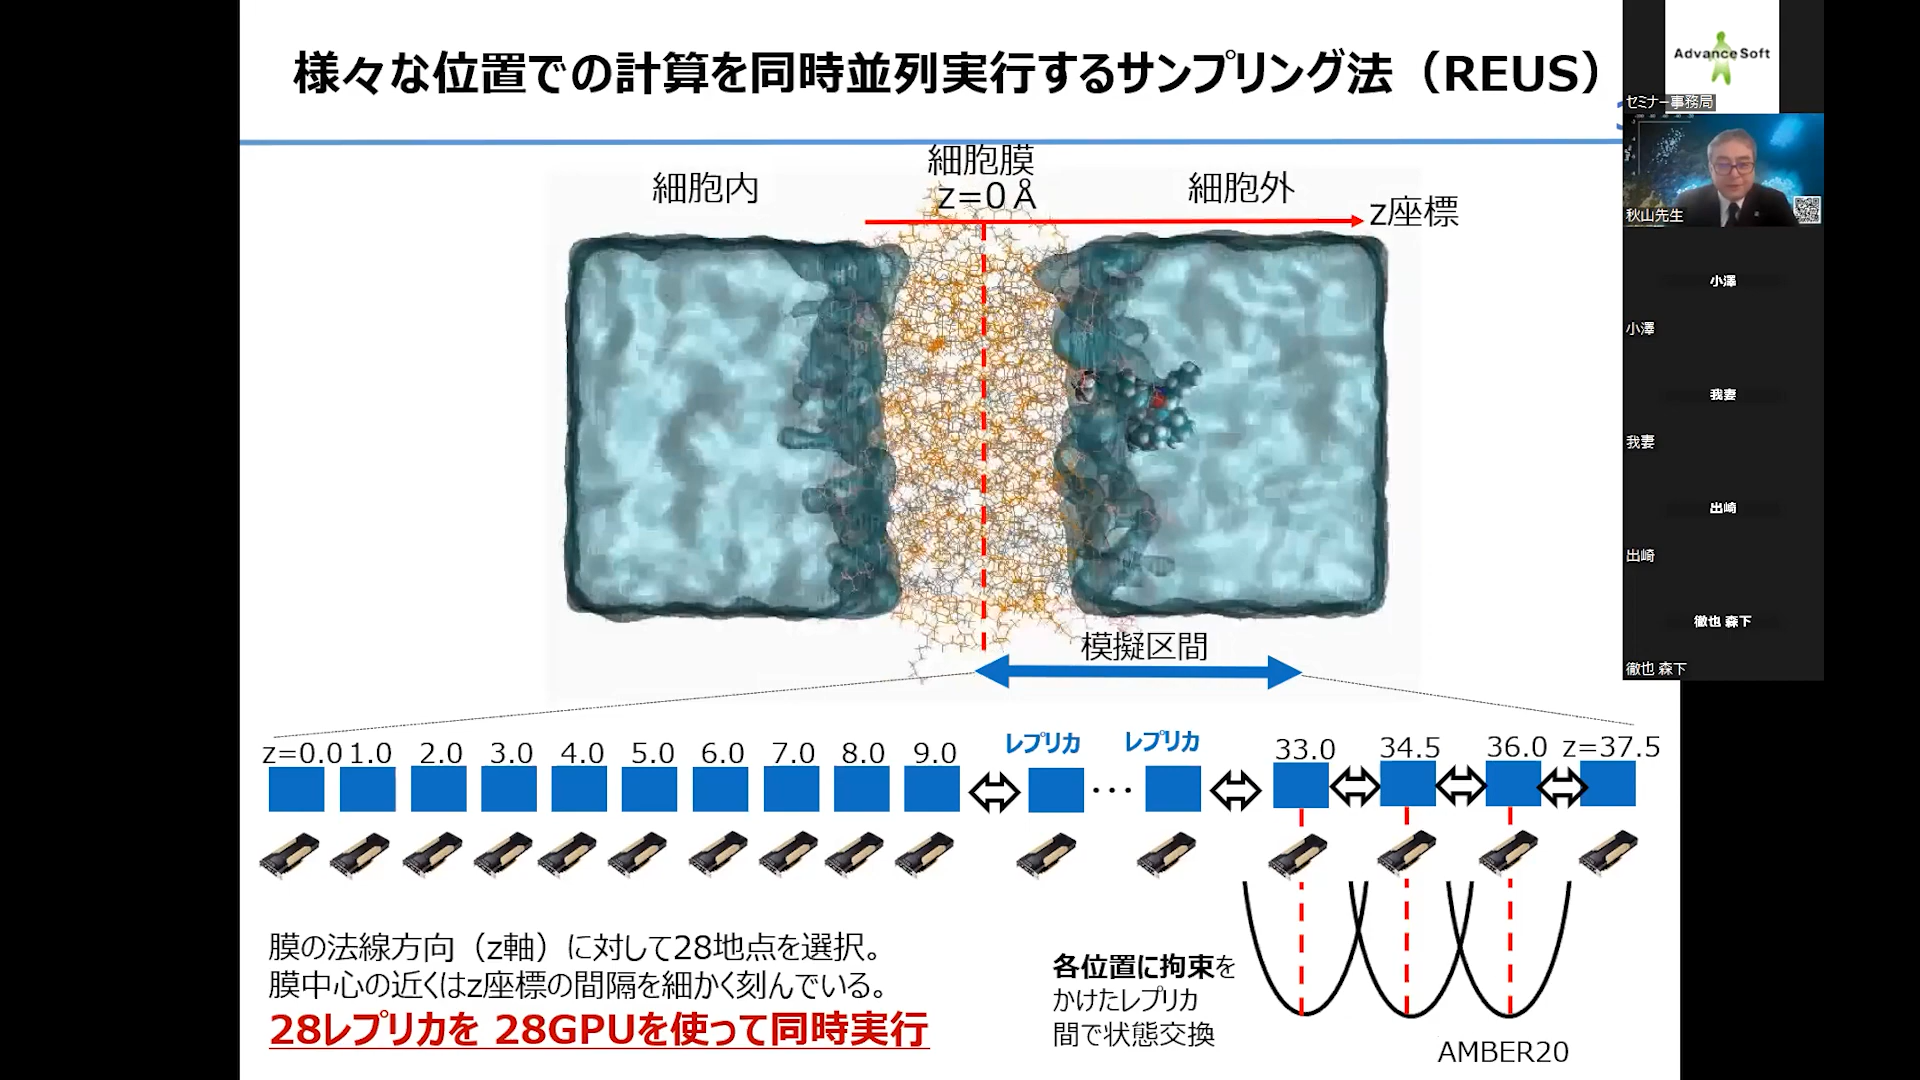 様々な位置での計算を同時並列実行するサンプリング法（REUS）
細胞内
細胞膜
z=0 Å
細胞外
z座標
模擬区間
z=0.0 1.0 2.0 3.0 4.0 5.0 6.0 7.0 8.0 9.0 レプリカ レプリカ 33.0 34.5 36.0 z=37.5
･･･
膜の法線方向（z軸）に対して28地点を選択。
膜中心の近くはz座標の間隔を細かく刻んでいる。
28レプリカを 28GPUを使って同時実行
各位置に拘束を
かけたレプリカ
間で状態交換
AMBER20
AdvanceSoft
セミナー事務局
秋山先生
小澤
小澤
我妻
我妻
出崎
出崎
徹也 森下
徹也 森下